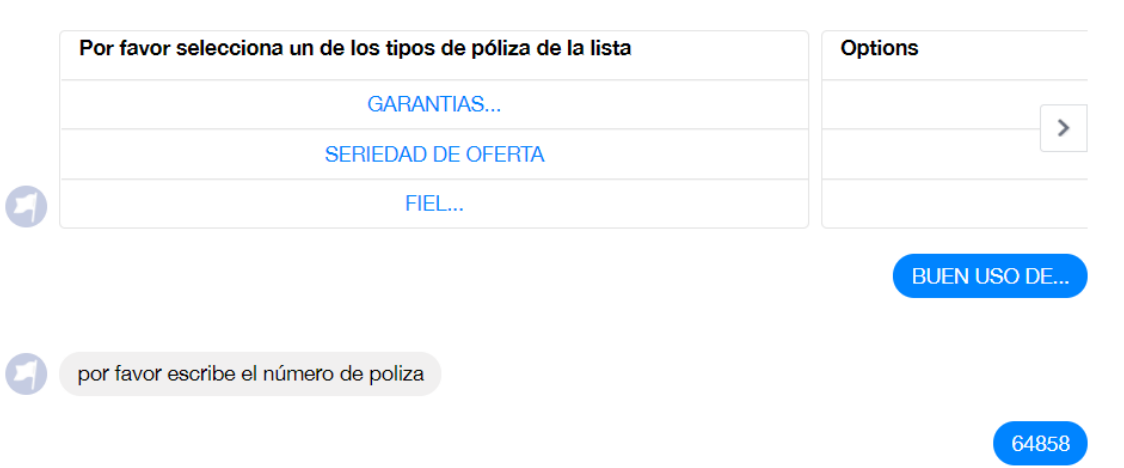 Por favor selecciona un de los tipos de póliza de la lista
Options
GARANTIAS...
SERIEDAD DE OFERTA
FIEL...
BUEN USO DE...
por favor escribe el número de poliza
64858